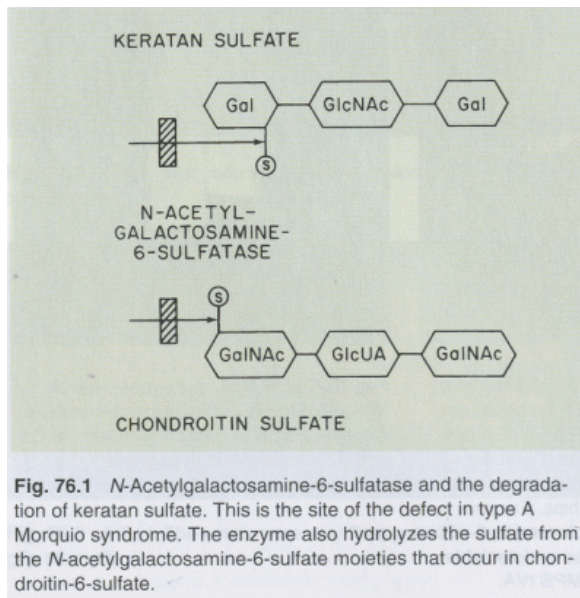 KERATAN SULFATE
Gal GlcNAc Gal
S
N-ACETYL-
GALACTOSAMINE-
6-SULFATASE
S
GalNAc GlcUA GalNAc
CHONDROITIN SULFATE
Fig. 76.1 N-Acetylgalactosamine-6-sulfatase and the degrada-
tion of keratan sulfate. This is the site of the defect in type A
Morquio syndrome. The enzyme also hydrolyzes the sulfate from
the N-acetylgalactosamine-6-sulfate moieties that occur in chon-
droitin-6-sulfate.